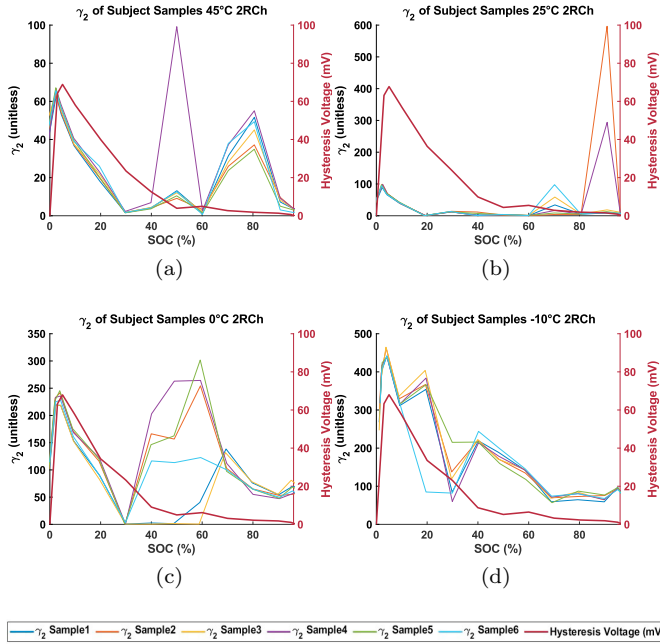 γ₂ of Subject Samples 45°C 2RCh
γ₂ of Subject Samples 25°C 2RCh
100 100 600 100
80 80 500 80
60 60 400 60
300
40 40 200 40
20 20 100 20
0 0 0 0
γ₂ (unitless)
Hysteresis Voltage (mV)
γ₂ (unitless)
Hysteresis Voltage (mV)
0 20 40 60 80
0 20 40 60 80
SOC (%)
SOC (%)
(a)
(b)
γ₂ of Subject Samples 0°C 2RCh
γ₂ of Subject Samples -10°C 2RCh
350 100 500 100
300 80 400 80
250
200 60 300 60
150 40 200 40
100
50 20 100 20
0 0 0 0
γ₂ (unitless)
Hysteresis Voltage (mV)
γ₂ (unitless)
Hysteresis Voltage (mV)
0 20 40 60 80
0 20 40 60 80
SOC (%)
SOC (%)
(c)
(d)
γ₂ Sample1 γ₂ Sample2 γ₂ Sample3 γ₂ Sample4 γ₂ Sample5 γ₂ Sample6 Hysteresis Voltage (mV